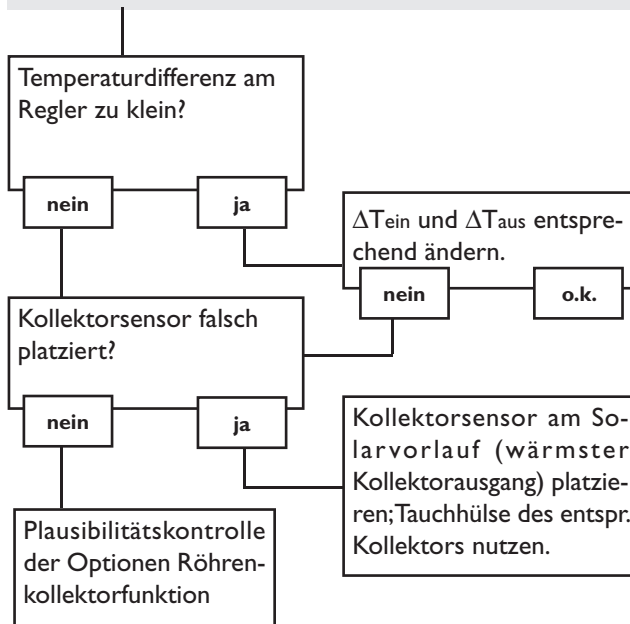 Temperaturdifferenz am
Regler zu klein?
nein
ja
ΔTein und ΔTaus entspre-
chend ändern.
nein
o.k.
Kollektorsensor falsch
platziert?
nein
ja
Kollektorsensor am So-
larvorlauf (wärmster
Kollektorausgang) platzie-
ren;Tauchhülse des entspr.
Kollektors nutzen.
Plausibilitätskontrolle
der Optionen Röhren-
kollektorfunktion